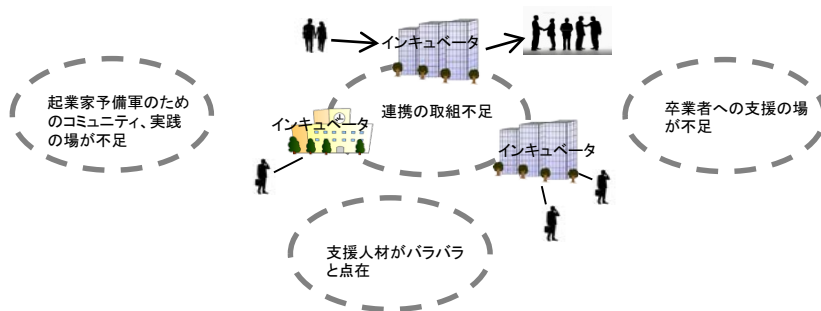 インキュベータ
起業家予備軍のため
のコミュニティ、実践
の場が不足
インキュベータ
連携の取組不足
インキュベータ
卒業者への支援の場
が不足
支援人材がバラバラ
と点在